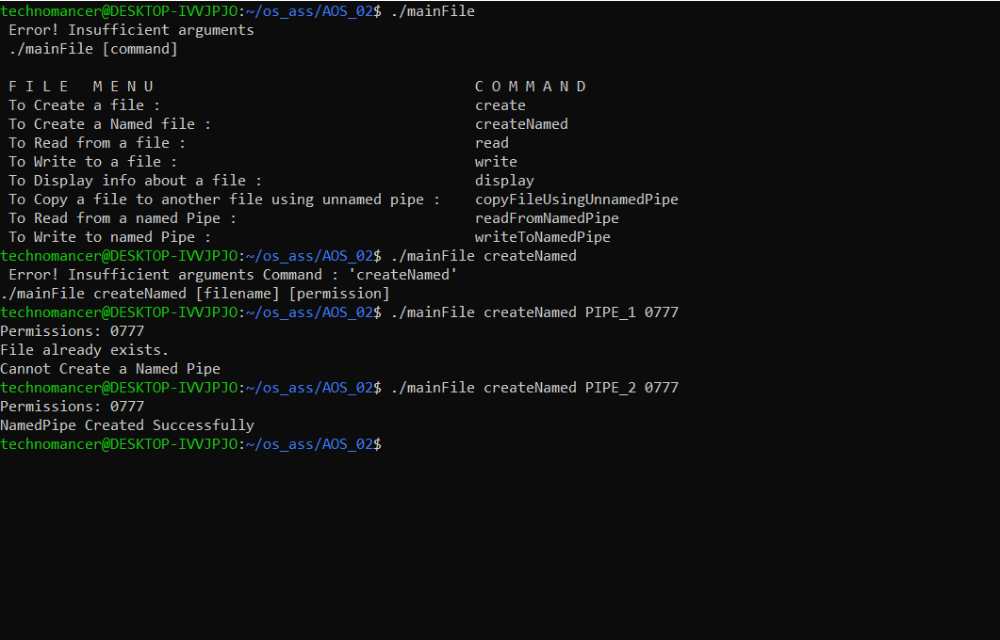 technomancer@DESKTOP-IVVJPJO:~/os_ass/AOS_02$ ./mainFile
Error! Insufficient arguments
./mainFile [command]
F I L E   M E N U                                      C O M M A N D
To Create a file :                                     create
To Create a Named file :                               createNamed
To Read from a file :                                  read
To Write to a file :                                   write
To Display info about a file :                         display
To Copy a file to another file using unnamed pipe :    copyFileUsingUnnamedPipe
To Read from a named Pipe :                            readFromNamedPipe
To Write to named Pipe :                               writeToNamedPipe
technomancer@DESKTOP-IVVJPJO:~/os_ass/AOS_02$ ./mainFile createNamed
Error! Insufficient arguments Command : 'createNamed'
./mainFile createNamed [filename] [permission]
technomancer@DESKTOP-IVVJPJO:~/os_ass/AOS_02$ ./mainFile createNamed PIPE_1 0777
Permissions: 0777
File already exists.
Cannot Create a Named Pipe
technomancer@DESKTOP-IVVJPJO:~/os_ass/AOS_02$ ./mainFile createNamed PIPE_2 0777
Permissions: 0777
NamedPipe Created Successfully
technomancer@DESKTOP-IVVJPJO:~/os_ass/AOS_02$